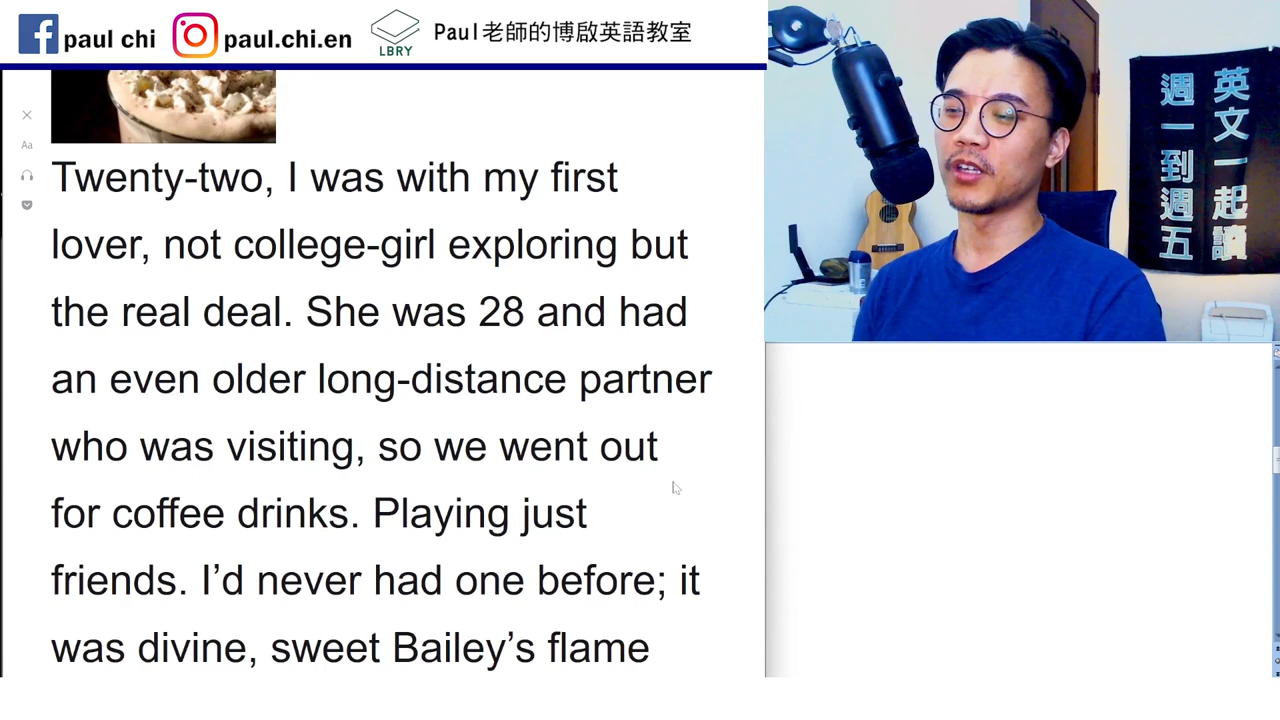 paul chi
paul.chi.en
LBRY
Paul老師的博啟英語教室
Aa
Twenty-two, I was with my first
lover, not college-girl exploring but
the real deal. She was 28 and had
an even older long-distance partner
who was visiting, so we went out
for coffee drinks. Playing just
friends. I’d never had one before; it
was divine, sweet Bailey’s flame
英文一起讀
週一到週五